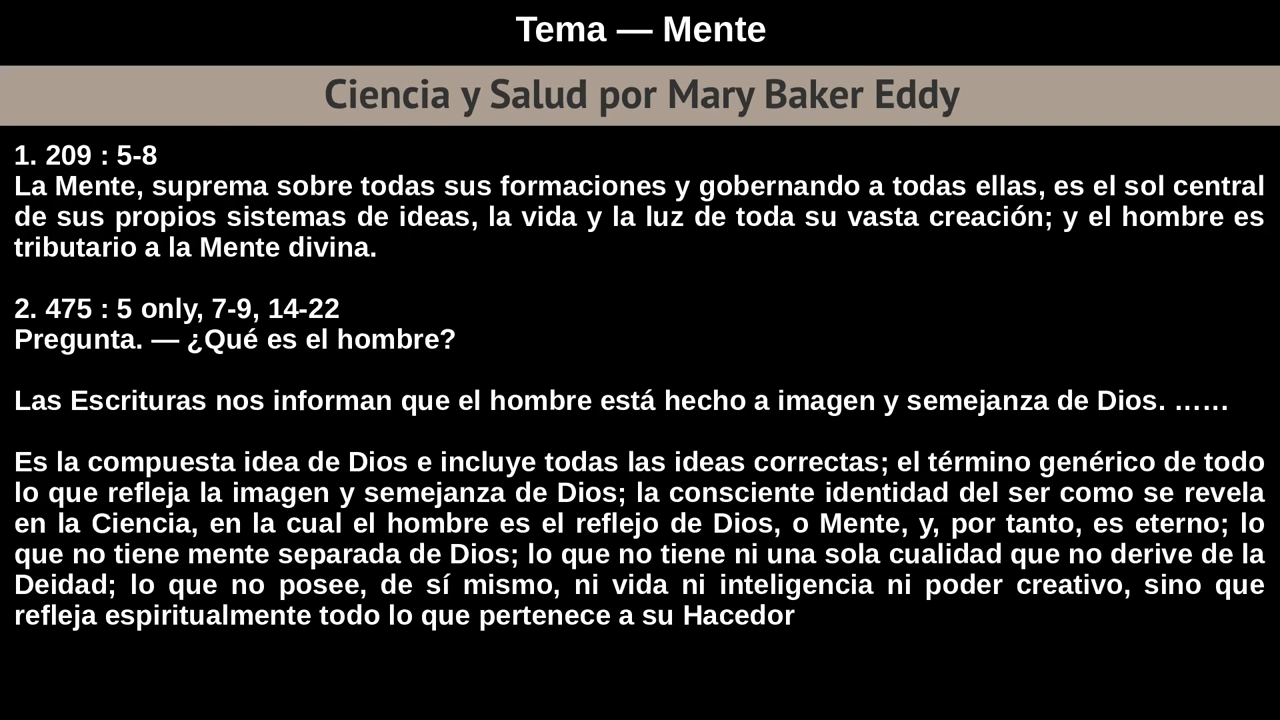 Tema — Mente
Ciencia y Salud por Mary Baker Eddy
1. 209 : 5-8
La Mente, suprema sobre todas sus formaciones y gobernando a todas ellas, es el sol central
de sus propios sistemas de ideas, la vida y la luz de toda su vasta creación; y el hombre es
tributario a la Mente divina.
2. 475 : 5 only, 7-9, 14-22
Pregunta. — ¿Qué es el hombre?
Las Escrituras nos informan que el hombre está hecho a imagen y semejanza de Dios. ……
Es la compuesta idea de Dios e incluye todas las ideas correctas; el término genérico de todo
lo que refleja la imagen y semejanza de Dios; la consciente identidad del ser como se revela
en la Ciencia, en la cual el hombre es el reflejo de Dios, o Mente, y, por tanto, es eterno; lo
que no tiene mente separada de Dios; lo que no tiene ni una sola cualidad que no derive de la
Deidad; lo que no posee, de sí mismo, ni vida ni inteligencia ni poder creativo, sino que
refleja espiritualmente todo lo que pertenece a su Hacedor